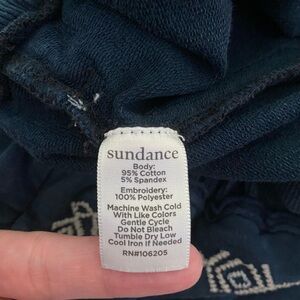 sundance
Body:
95% Cotton
5% Spandex
Embroidery:
100% Polyester
Machine Wash Cold
With Like Colors
Gentle Cycle
Do Not Bleach
Tumble Dry Low
Cool Iron If Needed
RN#106205